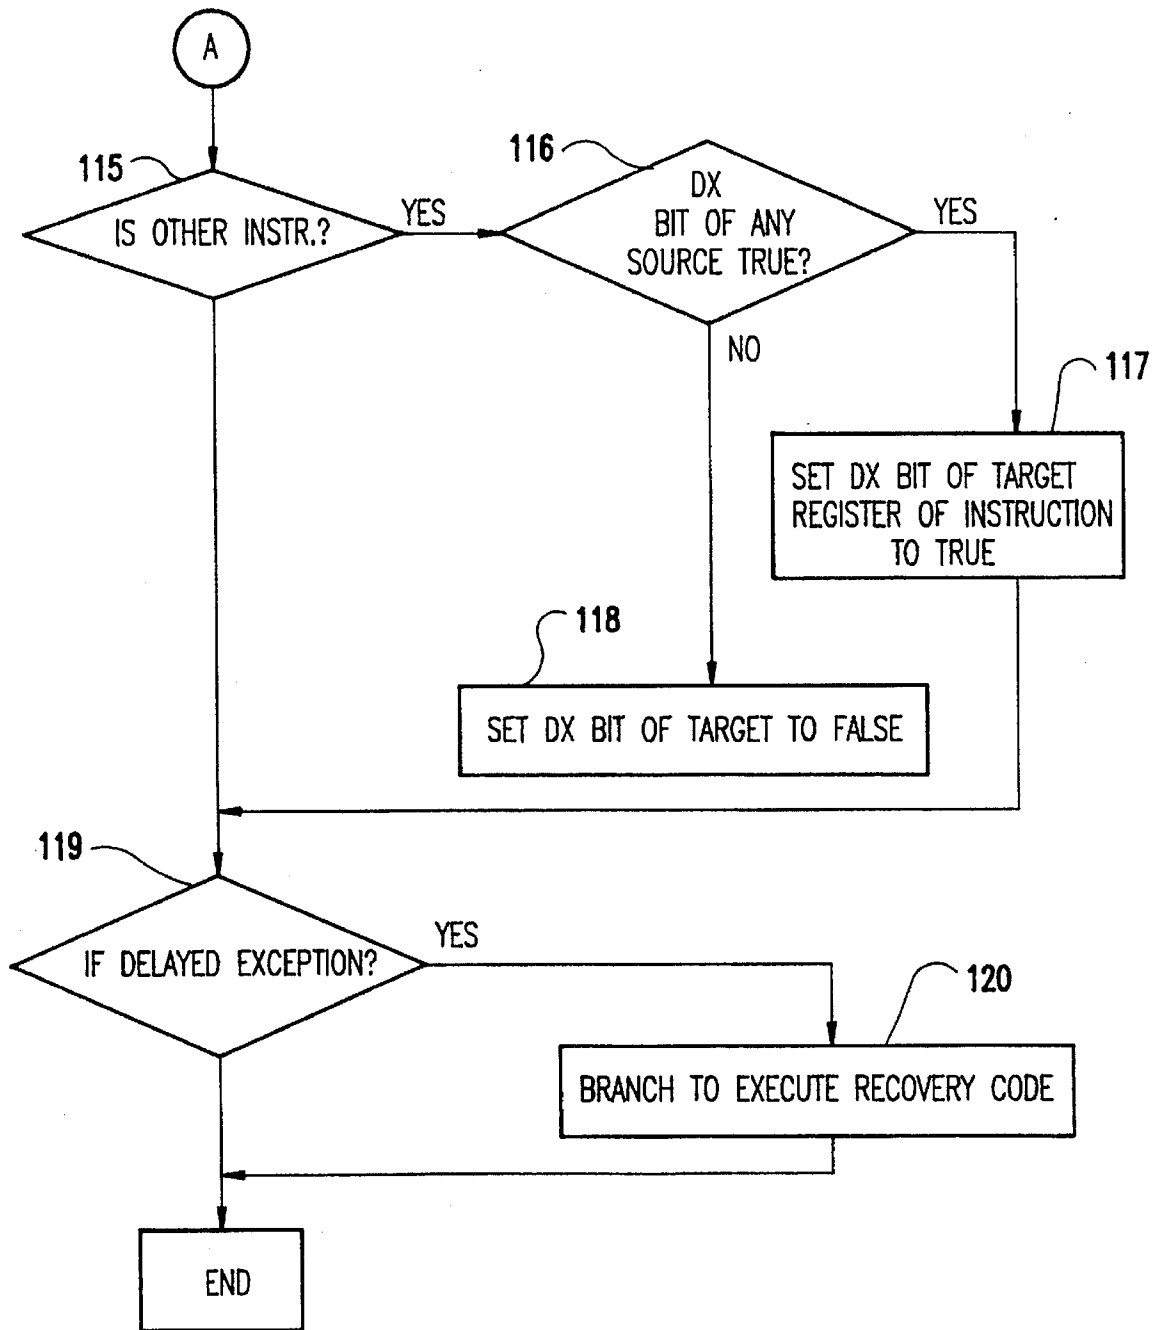 A
115
IS OTHER INSTR.?
YES
116
DX
BIT OF ANY
SOURCE TRUE?
YES
NO
117
SET DX BIT OF TARGET
REGISTER OF INSTRUCTION
TO TRUE
118
SET DX BIT OF TARGET TO FALSE
119
IF DELAYED EXCEPTION?
YES
120
BRANCH TO EXECUTE RECOVERY CODE
END